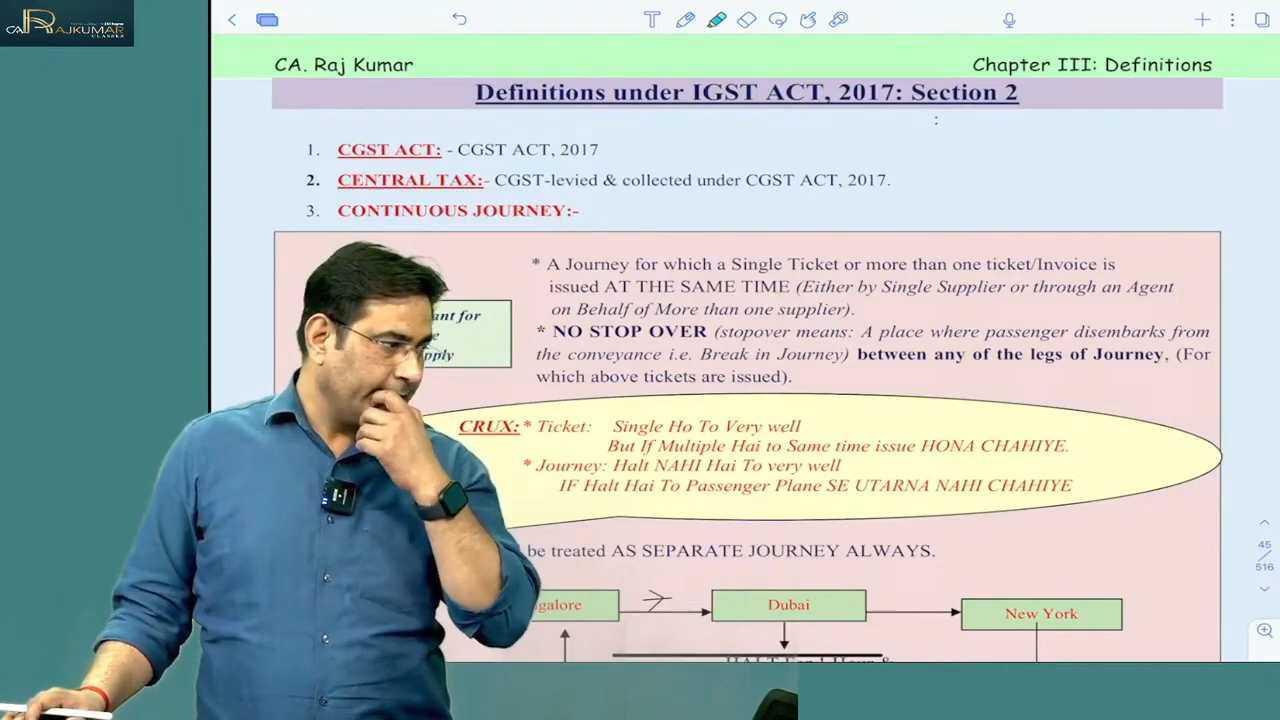 RAJKUMAR
CLASSES
CA. Raj Kumar
Chapter III: Definitions
Definitions under IGST ACT, 2017: Section 2
:
1. CGST ACT: - CGST ACT, 2017
2. CENTRAL TAX:- CGST-levied & collected under CGST ACT, 2017.
3. CONTINUOUS JOURNEY:-
* A Journey for which a Single Ticket or more than one ticket/Invoice is
issued AT THE SAME TIME (Either by Single Supplier or through an Agent
on Behalf of More than one supplier).
* NO STOP OVER (stopover means: A place where passenger disembarks from
the conveyance i.e. Break in Journey) between any of the legs of Journey, (For
which above tickets are issued).
for
CRUX: * Ticket: Single Ho To Very well
But If Multiple Hai to Same time issue HONA CHAHIYE.
* Journey: Halt NAHI Hai To very well
IF Halt Hai To Passenger Plane SE UTARNA NAHI CHAHIYE
be treated AS SEPARATE JOURNEY ALWAYS.
Dubai
New York
45
516